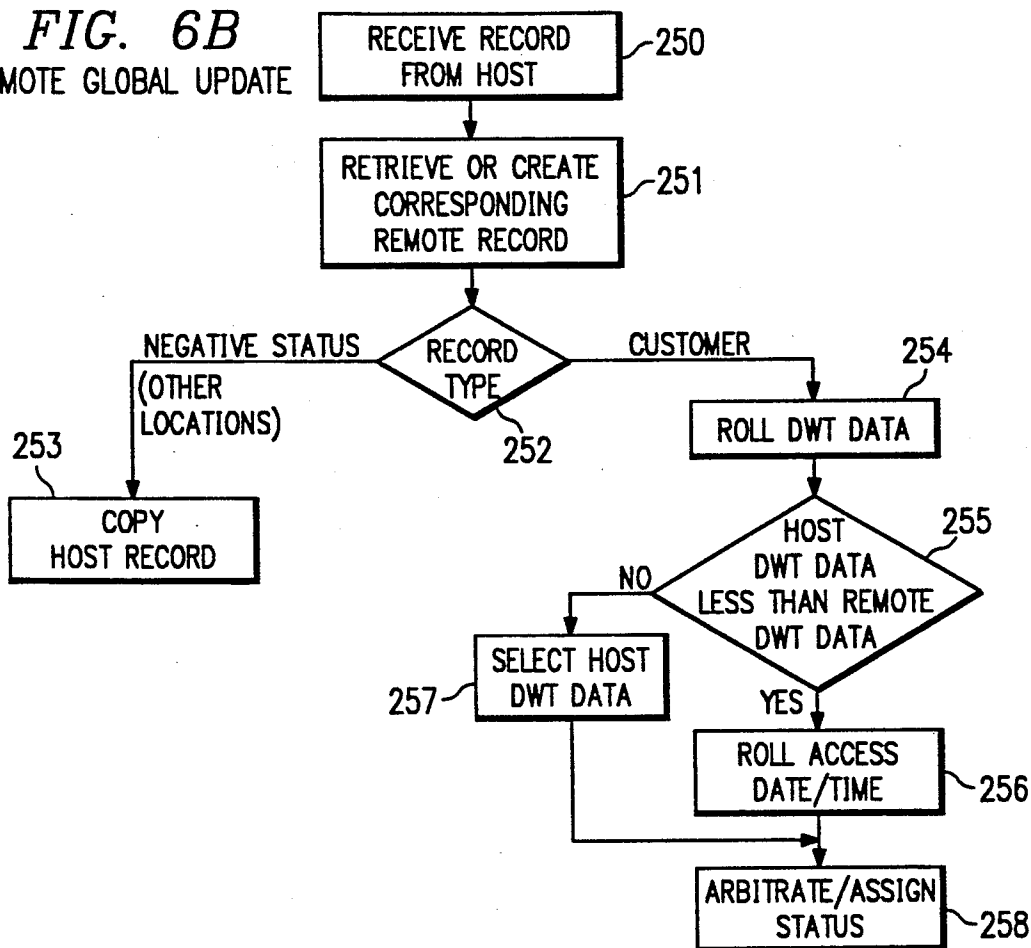 FIG. 6B
MOTE GLOBAL UPDATE
RECEIVE RECORD
FROM HOST
250
RETRIEVE OR CREATE
CORRESPONDING
REMOTE RECORD
251
NEGATIVE STATUS
(OTHER
LOCATIONS)
RECORD
TYPE
252
CUSTOMER
253
COPY
HOST RECORD
254
ROLL DWT DATA
HOST
DWT DATA
LESS THAN REMOTE
DWT DATA
255
NO
SELECT HOST
DWT DATA
257
YES
ROLL ACCESS
DATE/TIME
256
ARBITRATE/ASSIGN
STATUS
258